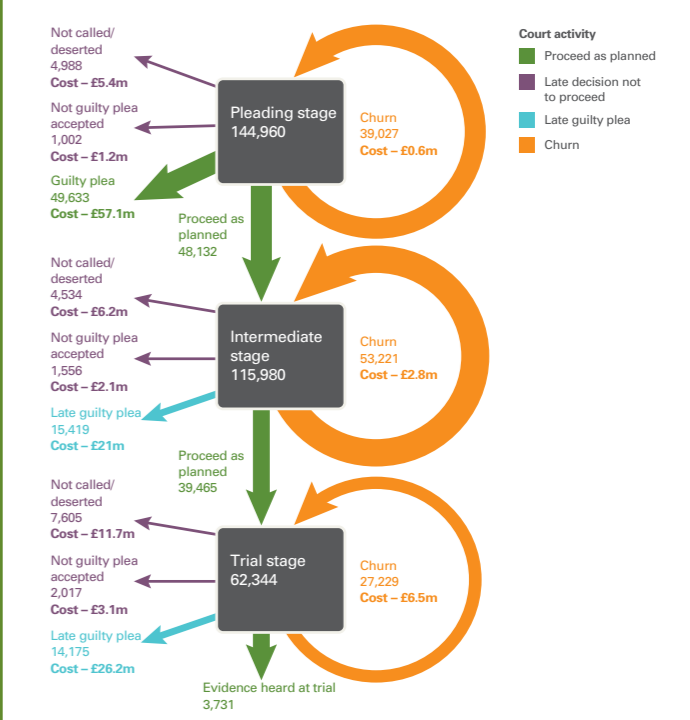 Not called/
deserted
4,988
Cost – £5.4m
Not guilty plea
accepted
1,002
Cost – £1.2m
Guilty plea
49,633
Cost – £57.1m
Pleading stage
144,960
Churn
39,027
Cost – £0.6m
Court activity
Proceed as planned
Late decision not
to proceed
Late guilty plea
Churn
Proceed as
planned
48,132
Not called/
deserted
4,534
Cost – £6.2m
Not guilty plea
accepted
1,556
Cost – £2.1m
Late guilty plea
15,419
Cost – £21m
Intermediate
stage
115,980
Churn
53,221
Cost – £2.8m
Proceed as
planned
39,465
Not called/
deserted
7,605
Cost – £11.7m
Not guilty plea
accepted
2,017
Cost – £3.1m
Late guilty plea
14,175
Cost – £26.2m
Trial stage
62,344
Churn
27,229
Cost – £6.5m
Evidence heard at trial
3,731